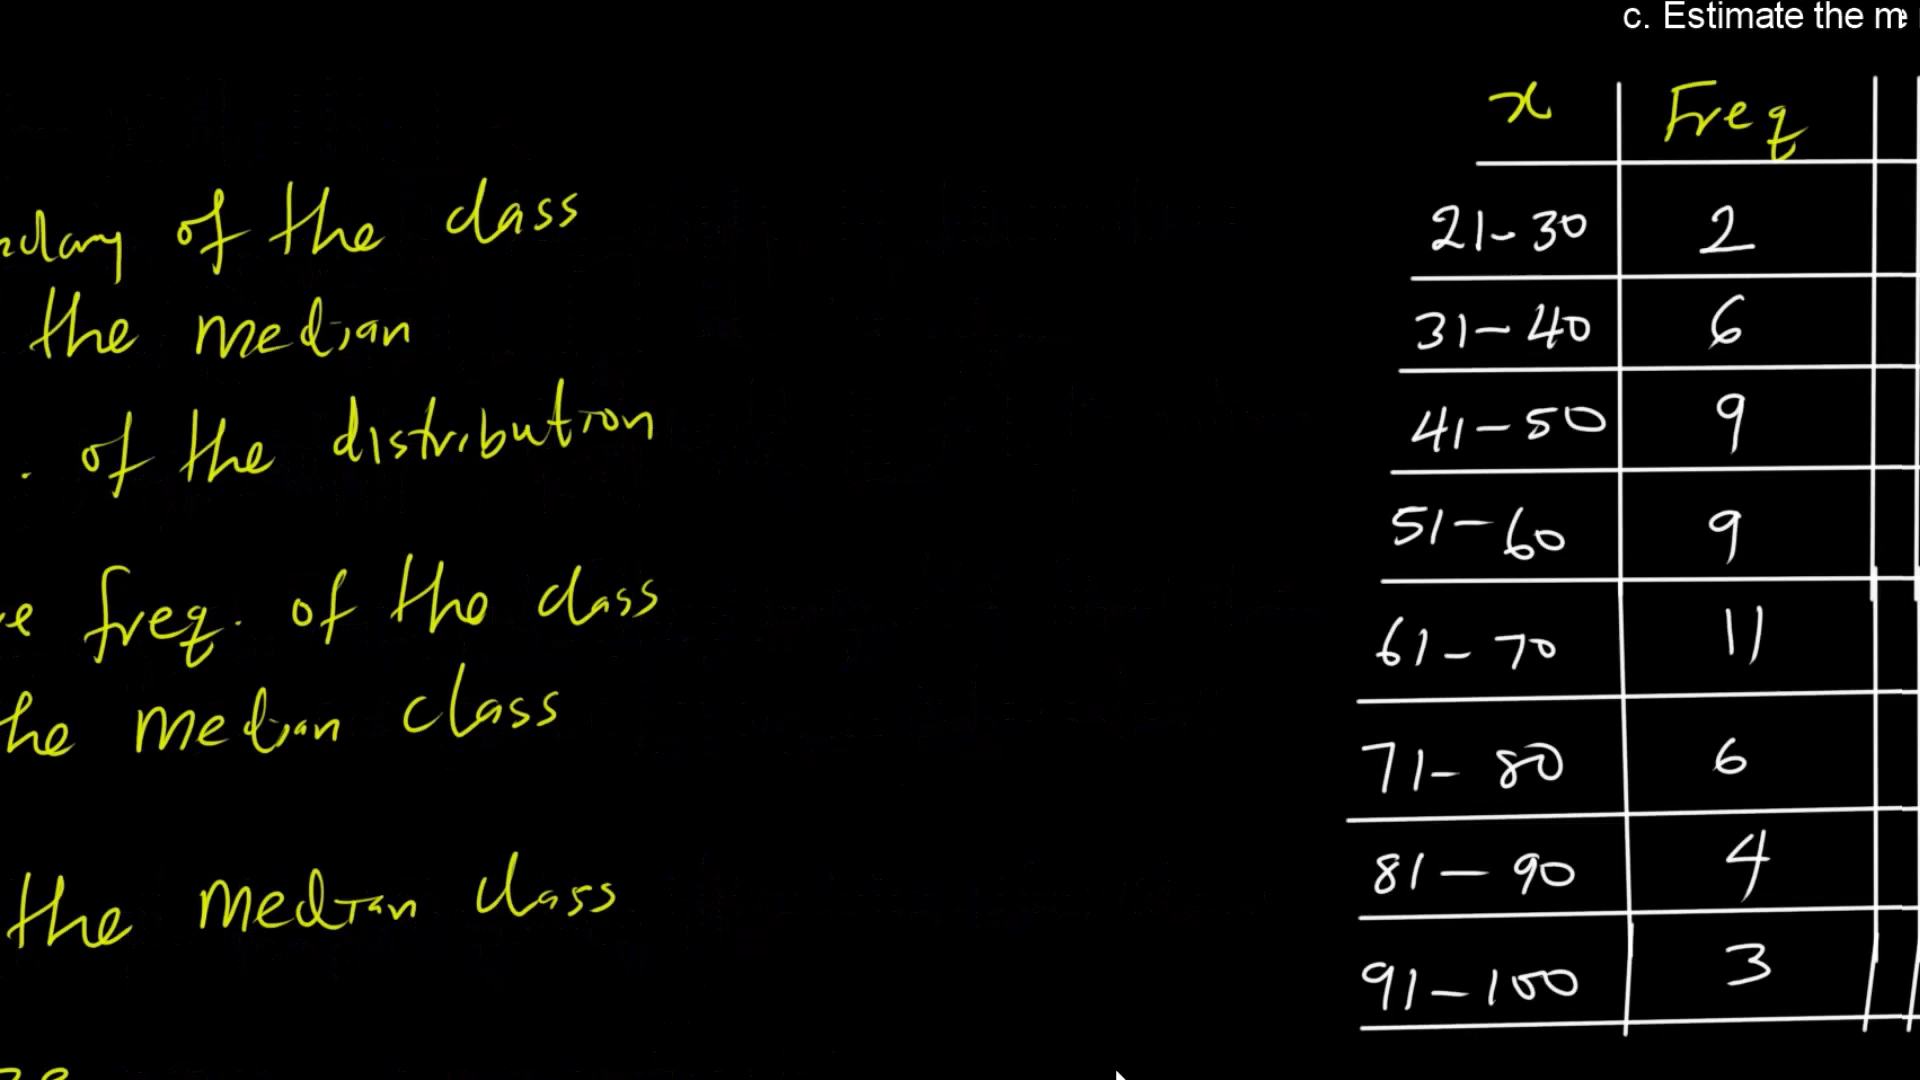 c. Estimate the
of the class
the median
. of the distribution
freq. of the class
the median class
the median class
x Freq
21-30 2
31-40 6
41-50 9
51-60 9
61-70 11
71-80 6
81-90 4
91-100 3